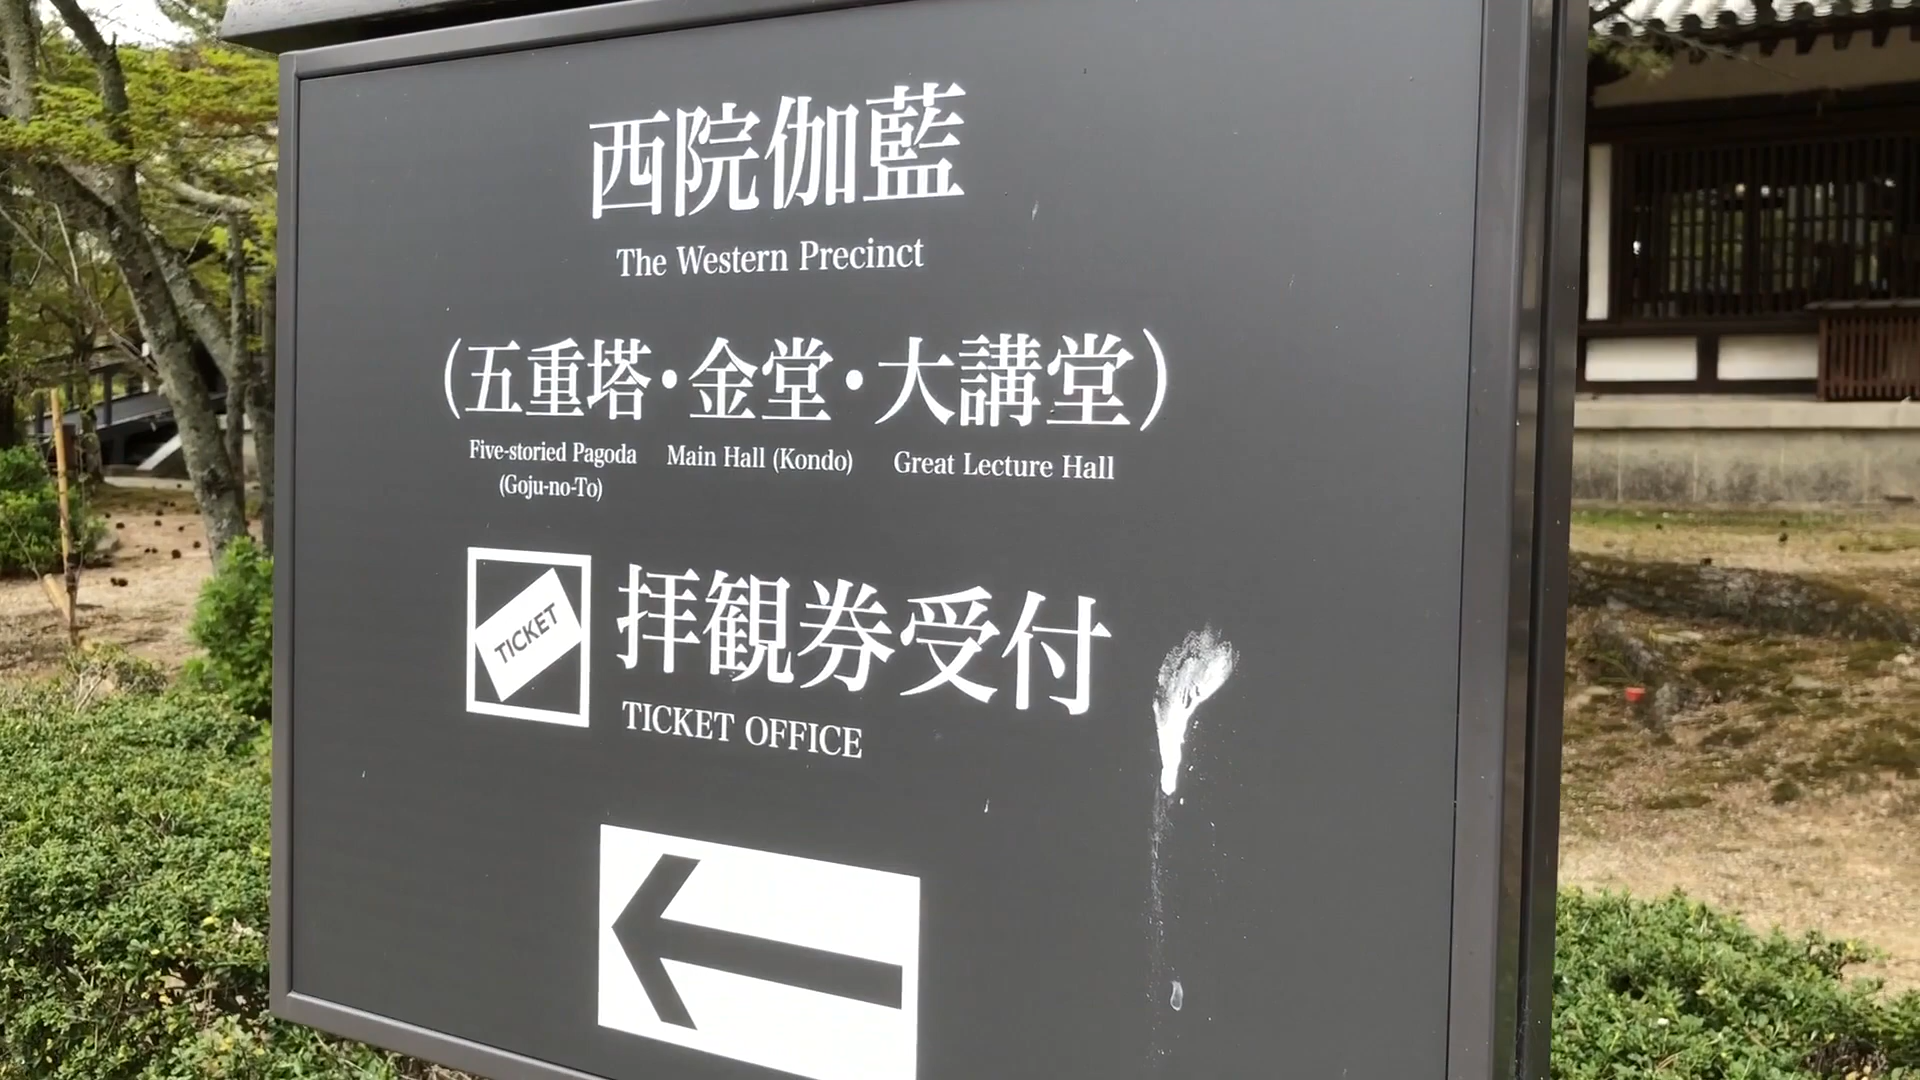 西院伽藍
The Western Precinct
（五重塔・金堂・大講堂）
Five-storied Pagoda Main Hall (Kondo) Great Lecture Hall
(Goju-no-To)
TICKET 拝観券受付
TICKET OFFICE